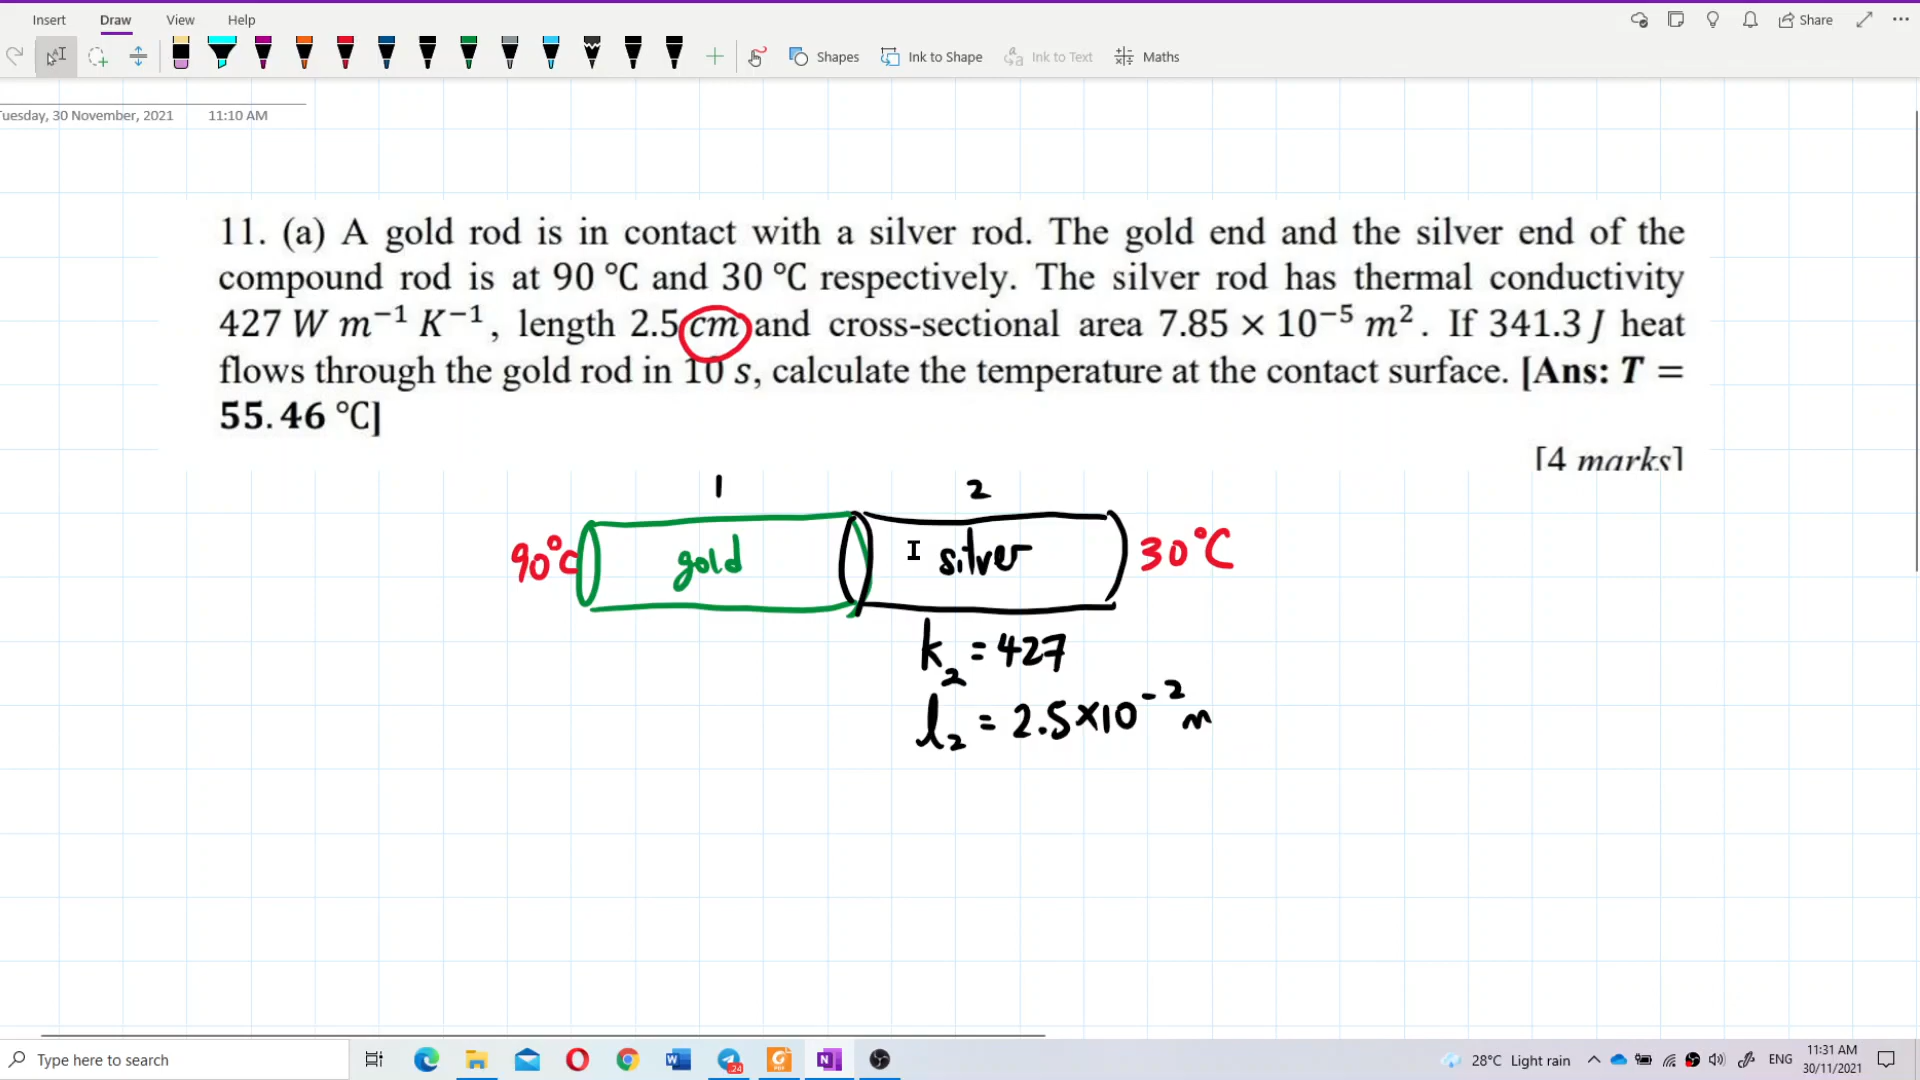 Insert Draw View Help
Share
Shapes Ink to Shape Ink to Text Maths
Tuesday, 30 November, 2021 11:10 AM
11. (a) A gold rod is in contact with a silver rod. The gold end and the silver end of the
compound rod is at 90 °C and 30 °C respectively. The silver rod has thermal conductivity
427 W m⁻¹ K⁻¹, length 2.5 cm and cross-sectional area 7.85 × 10⁻⁵ m². If 341.3 J heat
flows through the gold rod in 10 s, calculate the temperature at the contact surface. [Ans: T =
55.46 °C]
[4 marks]
1 2
90°C gold silver 30°C
k₂ = 427
l₂ = 2.5×10⁻² m
Type here to search
24
28°C Light rain
ENG
11:31 AM
30/11/2021